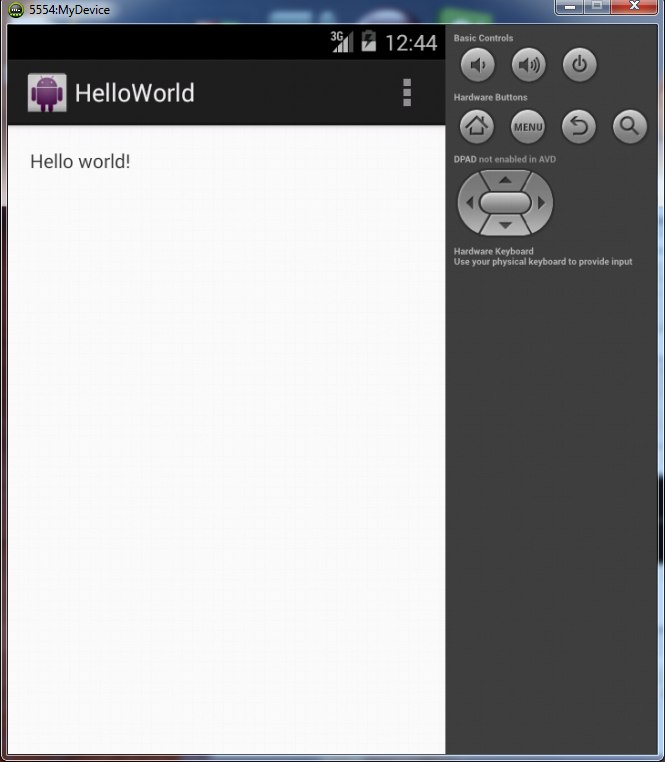 5554:MyDevice
3G 12:44
HelloWorld
Hello world!
Basic Controls
Hardware Buttons
MENU
DPAD not enabled in AVD
Hardware Keyboard
Use your physical keyboard to provide input